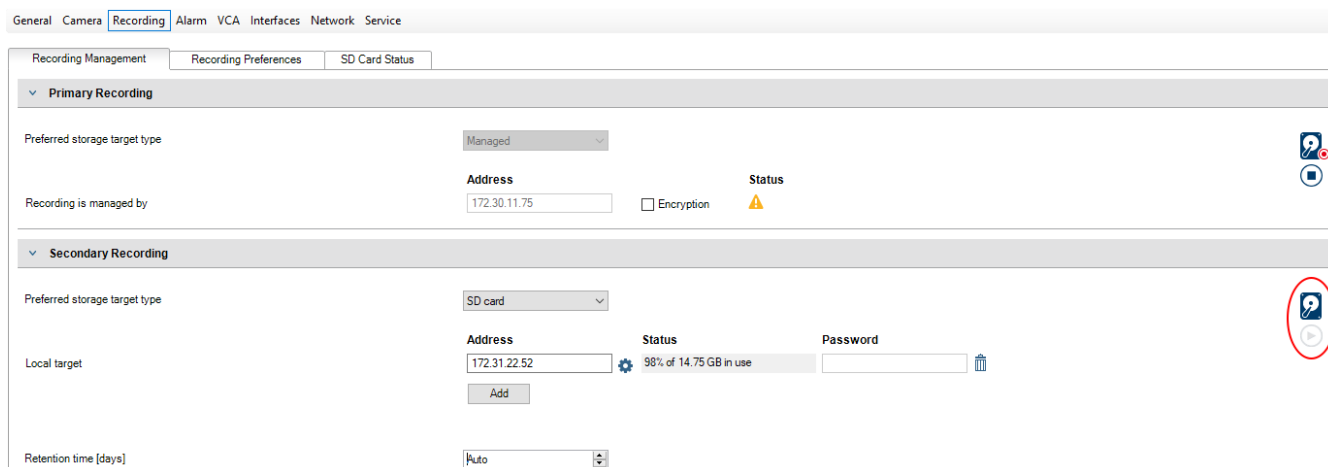 General Camera Recording Alarm VCA Interfaces Network Service
Recording Management Recording Preferences SD Card Status
Primary Recording
Preferred storage target type Managed
Address Status
Recording is managed by 172.30.11.75 Encryption
Secondary Recording
Preferred storage target type SD card
Address Status Password
Local target 172.31.22.52 98% of 14.75 GB in use
Add
Retention time [days] Auto